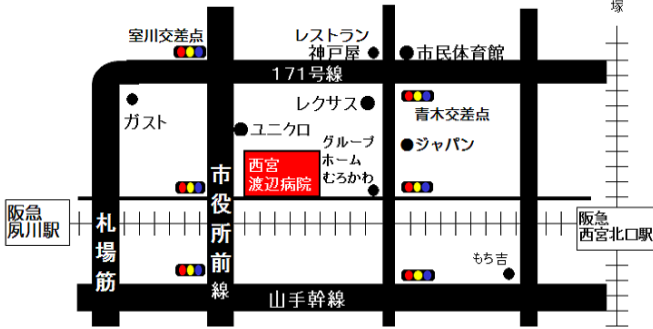 塚
室川交差点
レストラン
神戸屋
市民体育館
171号線
レクサス
青木交差点
ガスト
ユニクロ
グループ
ホーム
むろかわ
ジャパン
西宮
渡辺病院
市役所前線
札場筋
阪急
夙川駅
阪急
西宮北口駅
もち吉
山手幹線